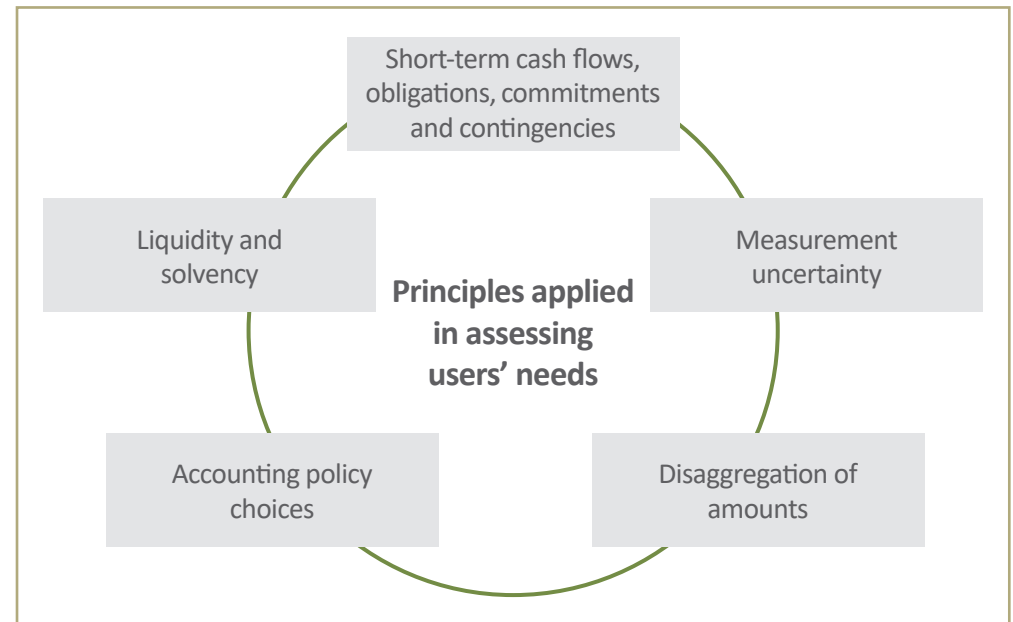 Short-term cash flows,
obligations, commitments
and contingencies
Liquidity and
solvency
Measurement
uncertainty
Principles applied
in assessing
users’ needs
Accounting policy
choices
Disaggregation of
amounts